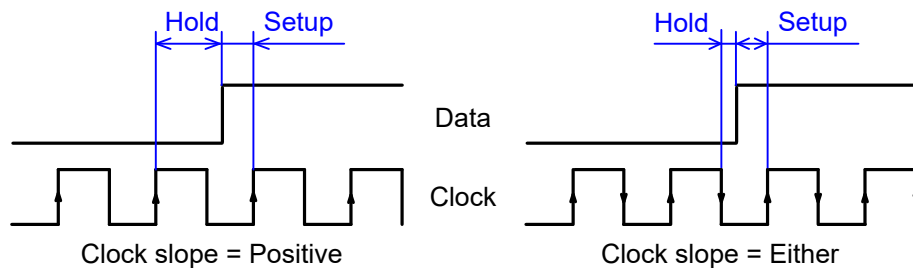 Hold Setup
Hold Setup
Data
Clock
Clock slope = Positive
Clock slope = Either